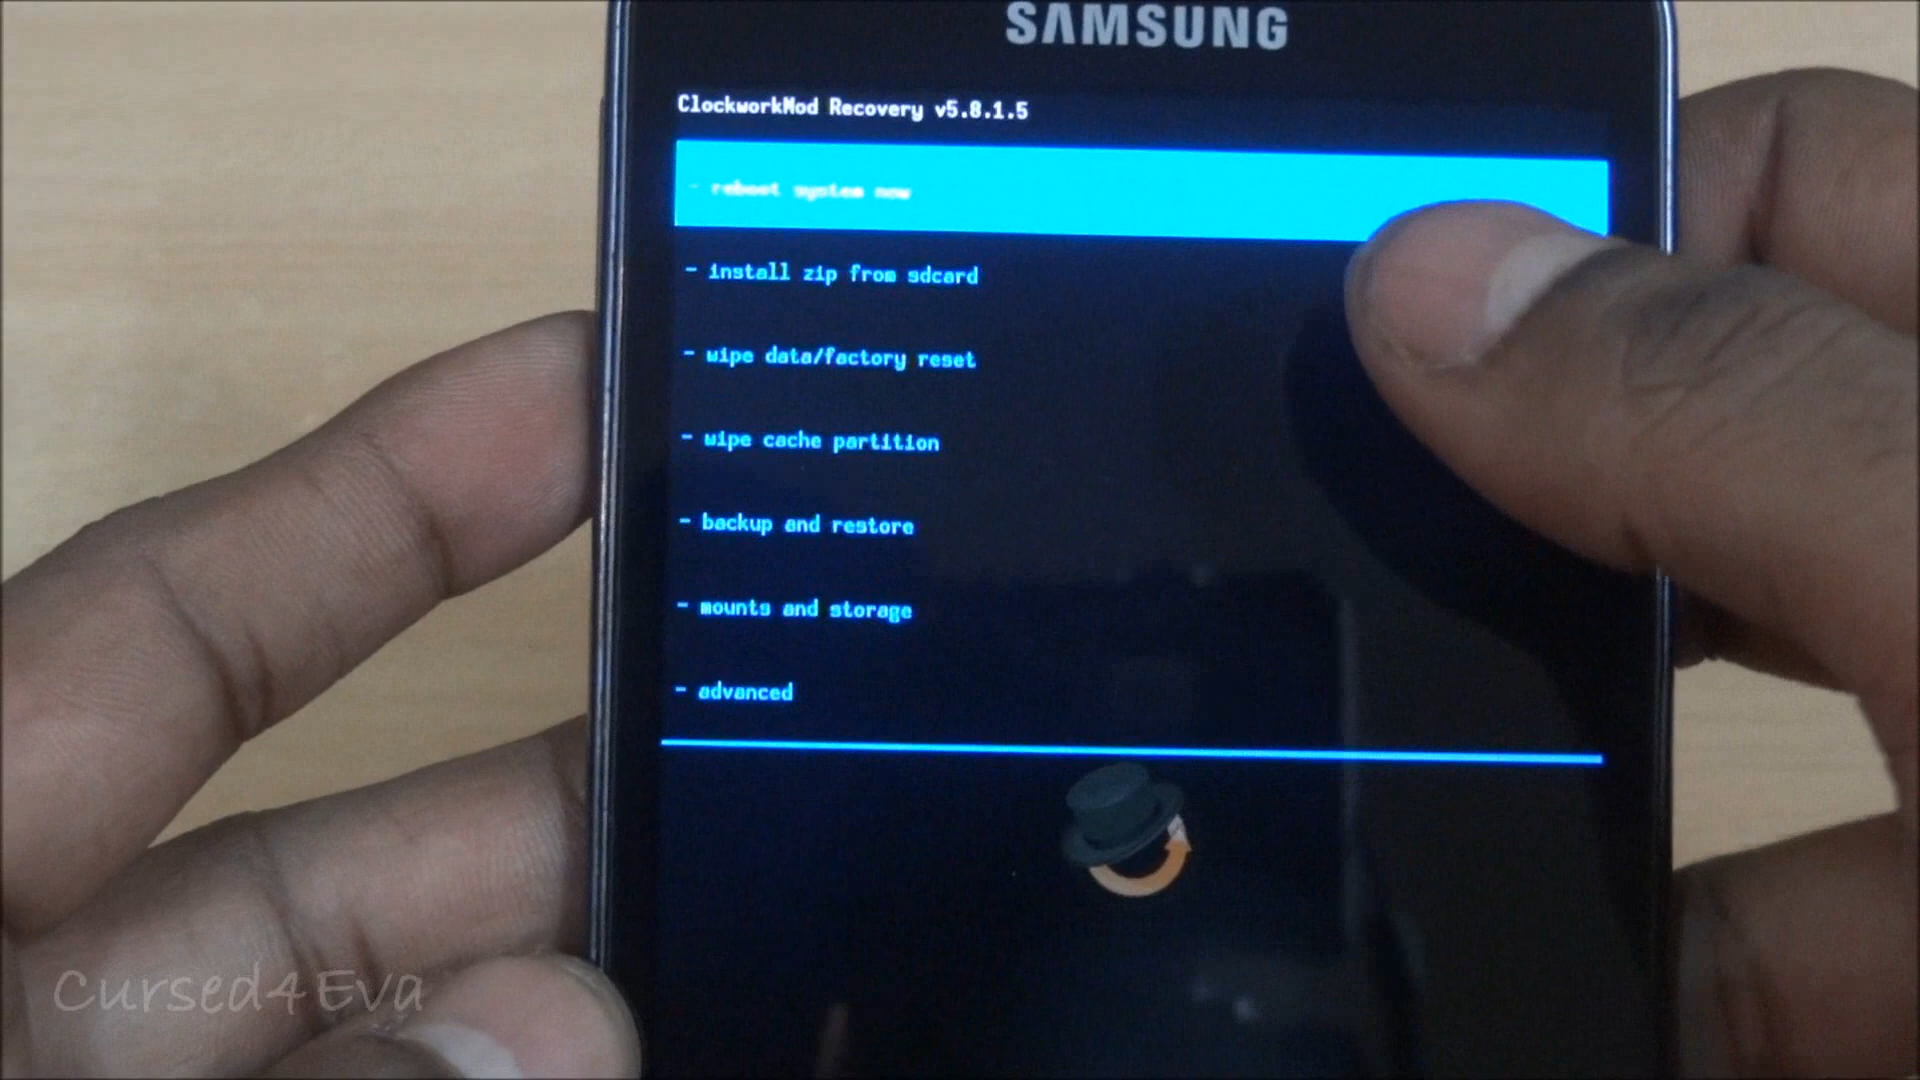 SAMSUNG
ClockworkMod Recovery v5.8.1.5
- reboot system now
- install zip from sdcard
- wipe data/factory reset
- wipe cache partition
- backup and restore
- mounts and storage
- advanced
Cursed4Eva